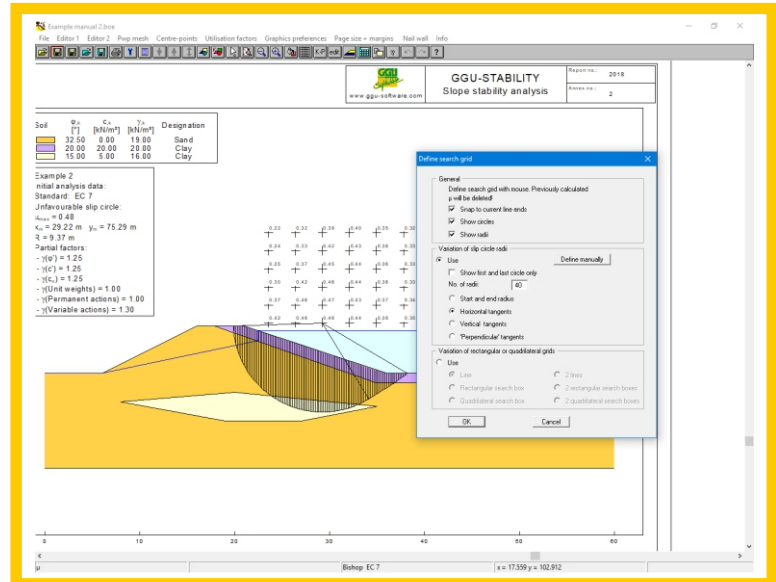 Example manual 2.boe
File Editor 1 Editor 2 Pwp mesh Centre-points Utilisation factors Graphics preferences Page size + margins Nail wall Info
GGU
Software
www.ggu-software.com
GGU-STABILITY
Slope stability analysis
Report no.: 2018
Annex no.: 2
Soil φ,k [°] c,k [kN/m²] γ,k [kN/m³] Designation
32.50 0.00 19.00 Sand
20.00 20.00 20.00 Clay
15.00 5.00 16.00 Clay
Example 2
Initial analysis data:
Standard: EC 7
Unfavourable slip circle:
μmax = 0.48
xm = 29.22 m ym = 75.29 m
R = 9.37 m
Partial factors:
- γ(φ') = 1.25
- γ(c') = 1.25
- γ(cu) = 1.25
- γ(Unit weights) = 1.00
- γ(Permanent actions) = 1.00
- γ(Variable actions) = 1.30
Define search grid
General
Define search grid with mouse. Previously calculated
μ will be deleted!
Snap to current line ends
Show circles
Show radii
Variation of slip circle radii
Use
Define manually
Show first and last circle only
No. of radii: 40
Start and end radius
Horizontal tangents
Vertical tangents
'Perpendicular' tangents
Variation of rectangular or quadrilateral grids
Use
Line 2 lines
Rectangular search box 2 rectangular search boxes
Quadrilateral search box 2 quadrilateral search boxes
OK Cancel
0 10 20 30 40 50 60
μ Bishop EC 7 x = 17.559 y = 102.912